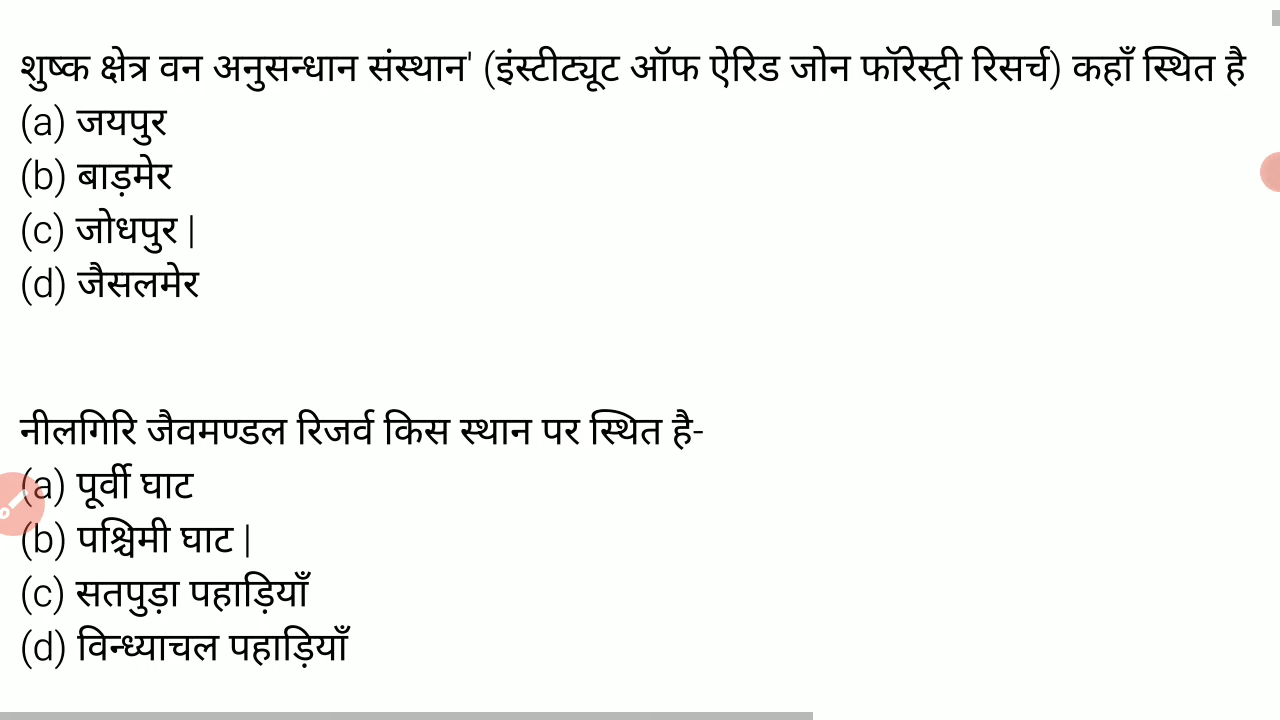 शुष्क क्षेत्र वन अनुसन्धान संस्थान' (इंस्टीट्यूट ऑफ ऐरिड जोन फॉरेस्ट्री रिसर्च) कहाँ स्थित है
(a) जयपुर
(b) बाड़मेर
(c) जोधपुर |
(d) जैसलमेर
नीलगिरि जैवमण्डल रिजर्व किस स्थान पर स्थित है-
(a) पूर्वी घाट
(b) पश्चिमी घाट |
(c) सतपुड़ा पहाड़ियाँ
(d) विन्ध्याचल पहाड़ियाँ